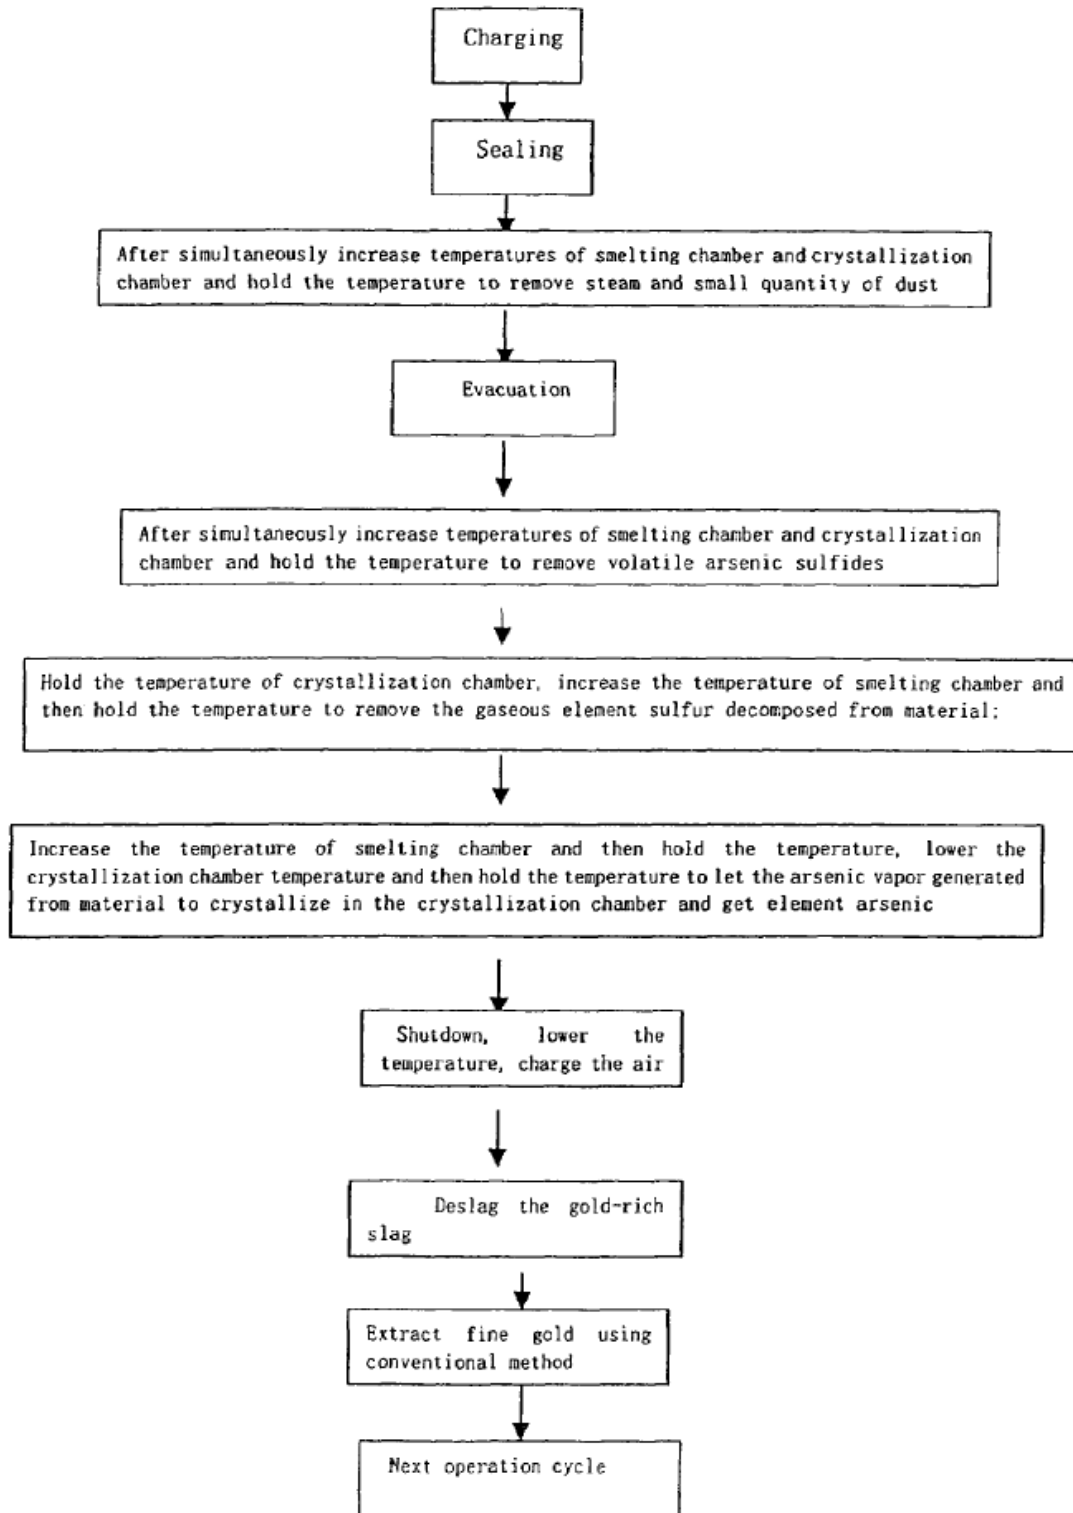 Charging
Sealing
After simultaneously increase temperatures of smelting chamber and crystallization
chamber and hold the temperature to remove steam and small quantity of dust
Evacuation
After simultaneously increase temperatures of smelting chamber and crystallization
chamber and hold the temperature to remove volatile arsenic sulfides
Hold the temperature of crystallization chamber, increase the temperature of smelting chamber and
then hold the temperature to remove the gaseous element sulfur decomposed from material;
Increase the temperature of smelting chamber and then hold the temperature, lower the
crystallization chamber temperature and then hold the temperature to let the arsenic vapor generated
from material to crystallize in the crystallization chamber and get element arsenic
Shutdown, lower the
temperature, charge the air
Deslag the gold-rich
slag
Extract fine gold using
conventional method
Next operation cycle